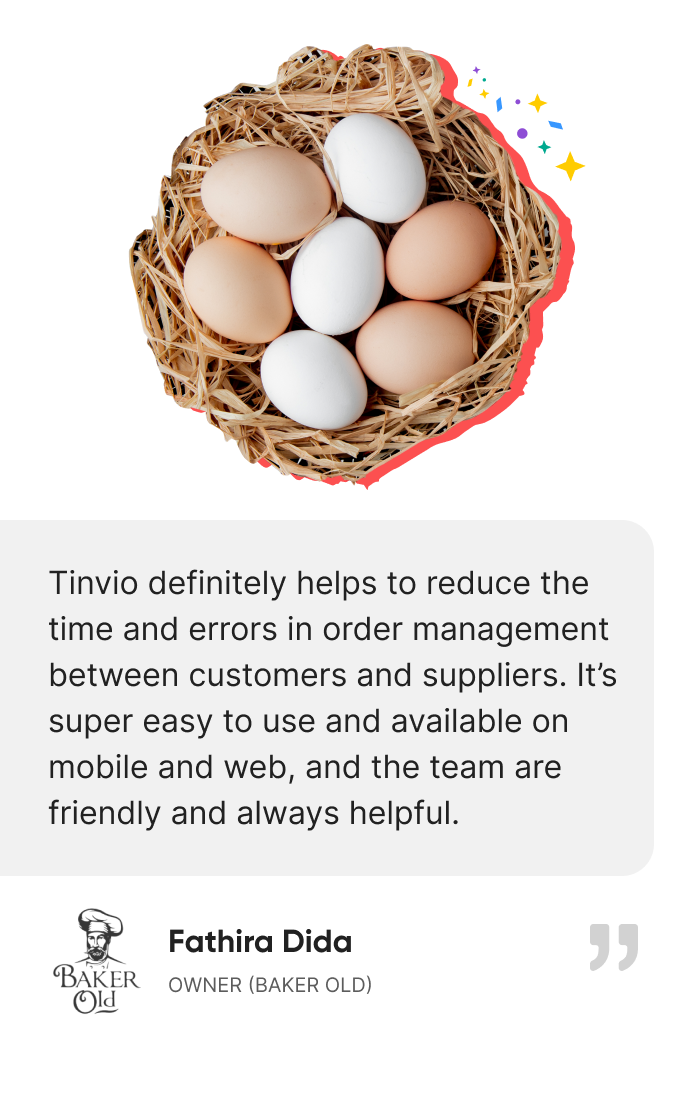 Tinvio definitely helps to reduce the
time and errors in order management
between customers and suppliers. It’s
super easy to use and available on
mobile and web, and the team are
friendly and always helpful.
Fathira Dida
OWNER (BAKER OLD)
BAKER
Old
”